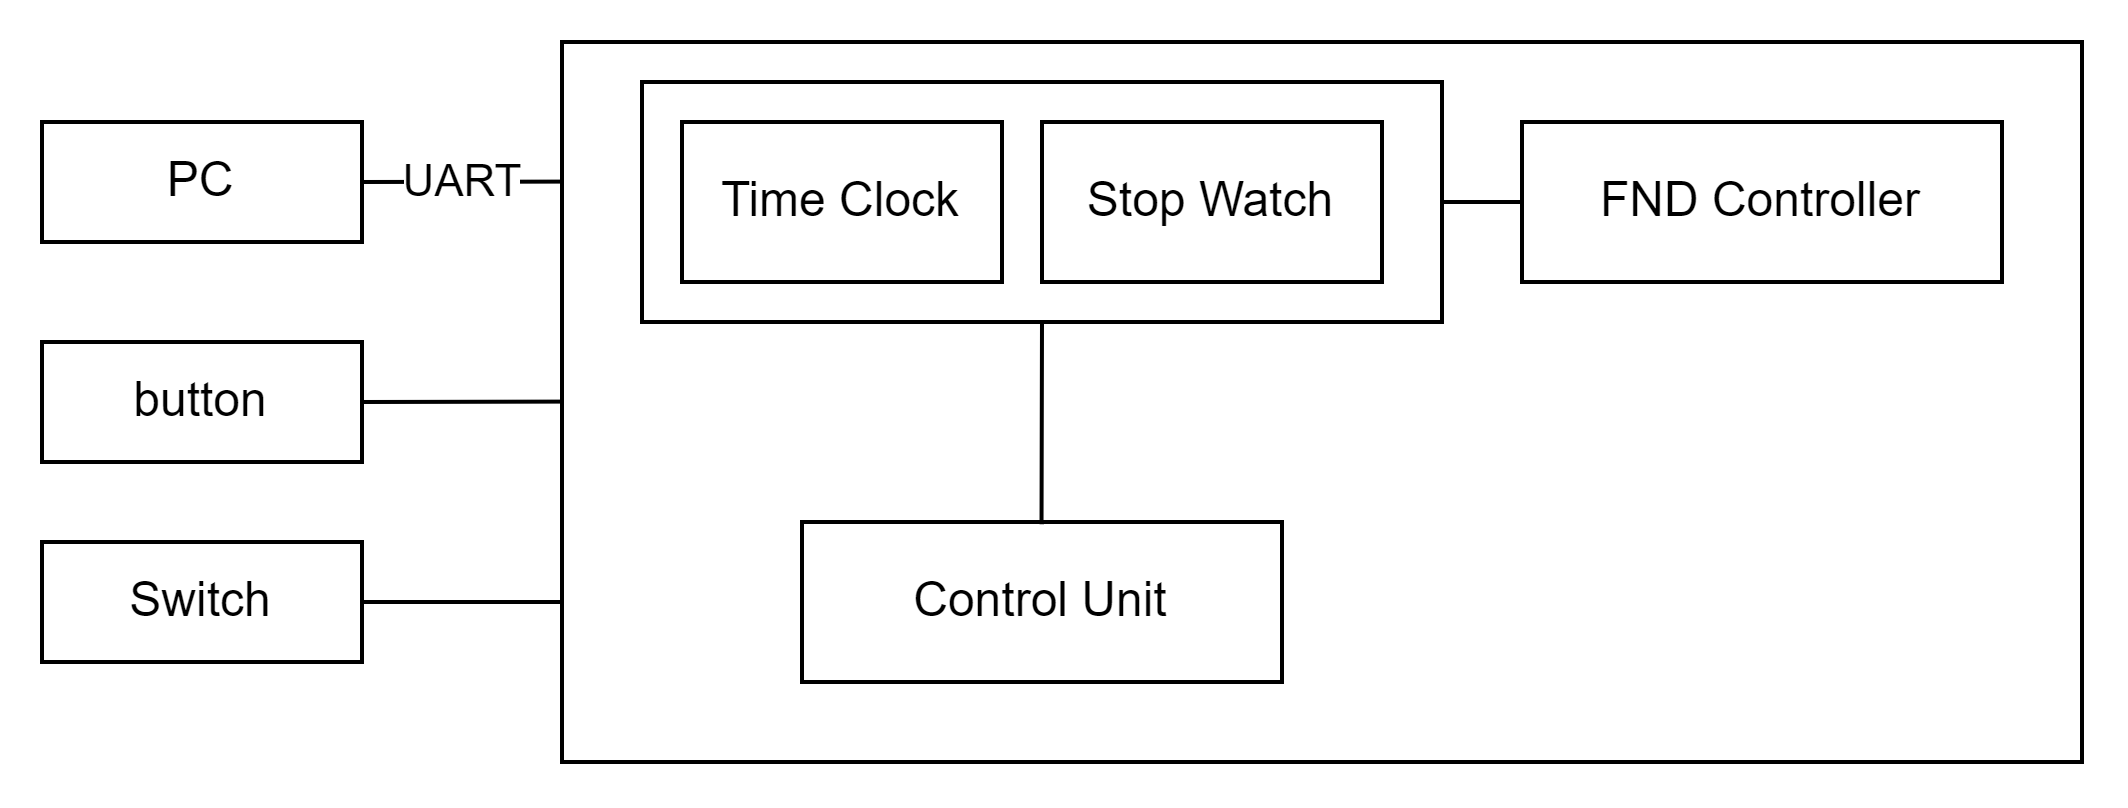 PC
UART
Time Clock
Stop Watch
FND Controller
button
Switch
Control Unit